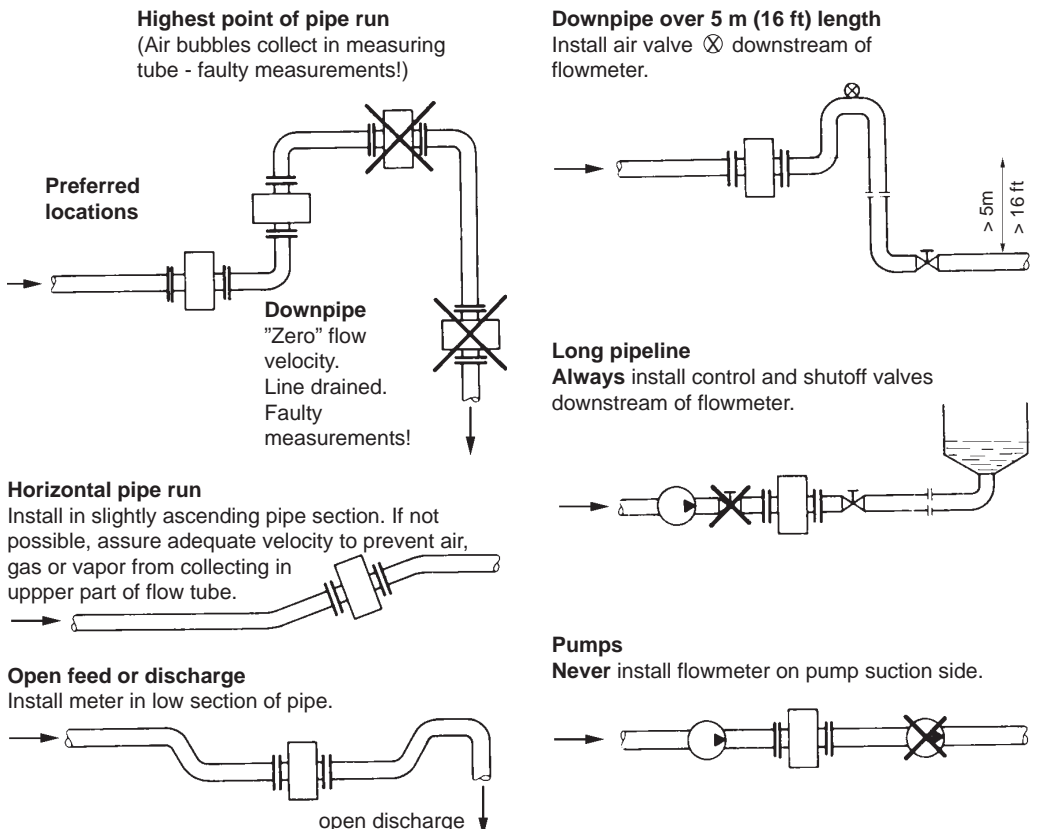 Highest point of pipe run
(Air bubbles collect in measuring
tube - faulty measurements!)
Preferred
locations
Downpipe
”Zero” flow
velocity.
Line drained.
Faulty
measurements!
Horizontal pipe run
Install in slightly ascending pipe section. If not
possible, assure adequate velocity to prevent air,
gas or vapor from collecting in
uppper part of flow tube.
Open feed or discharge
Install meter in low section of pipe.
open discharge
Downpipe over 5 m (16 ft) length
Install air valve ⊗ downstream of
flowmeter.
> 5m
> 16 ft
Long pipeline
Always install control and shutoff valves
downstream of flowmeter.
Pumps
Never install flowmeter on pump suction side.